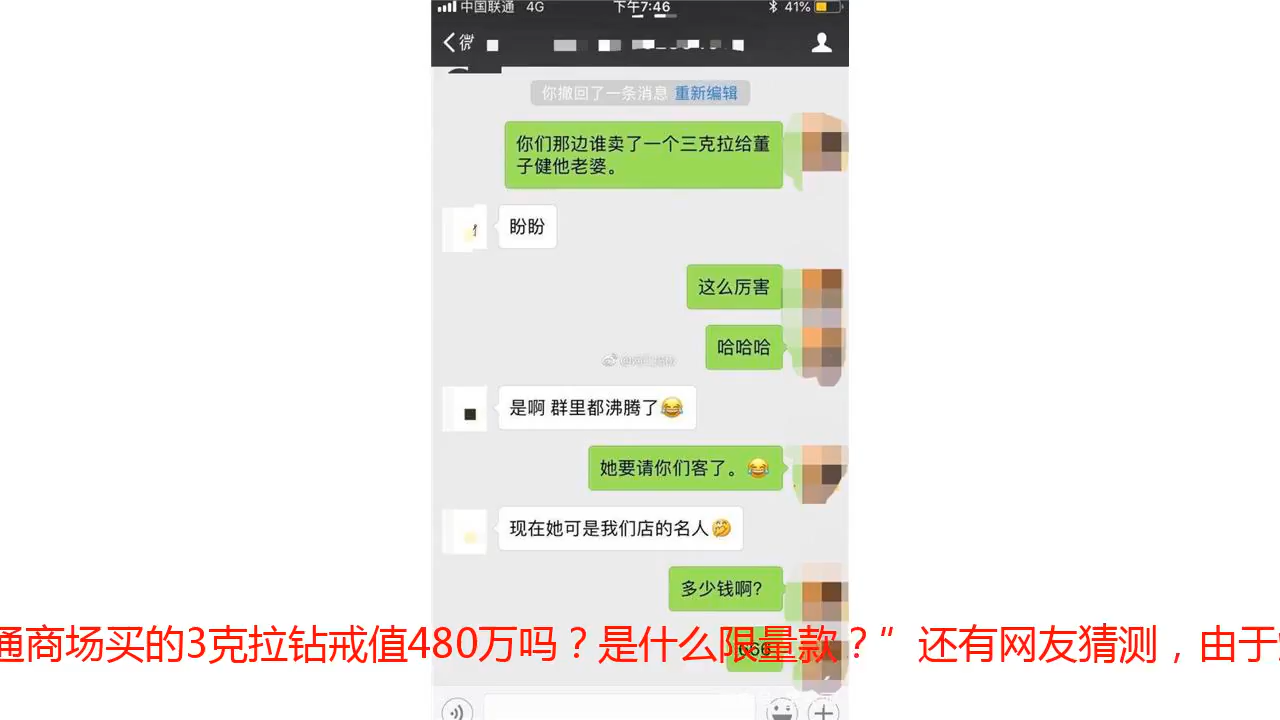 中国联通 4G 下午7:46 41%
微
你撤回了一条消息 重新编辑
你们那边谁卖了一个三克拉给董
子健他老婆。
盼盼
这么厉害
哈哈哈
是啊 群里都沸腾了😂
她要请你们客了。😂
现在她可是我们店的名人🤣
多少钱啊?
通商场买的3克拉钻戒值480万吗？是什么限量款？”还有网友猜测，由于
666